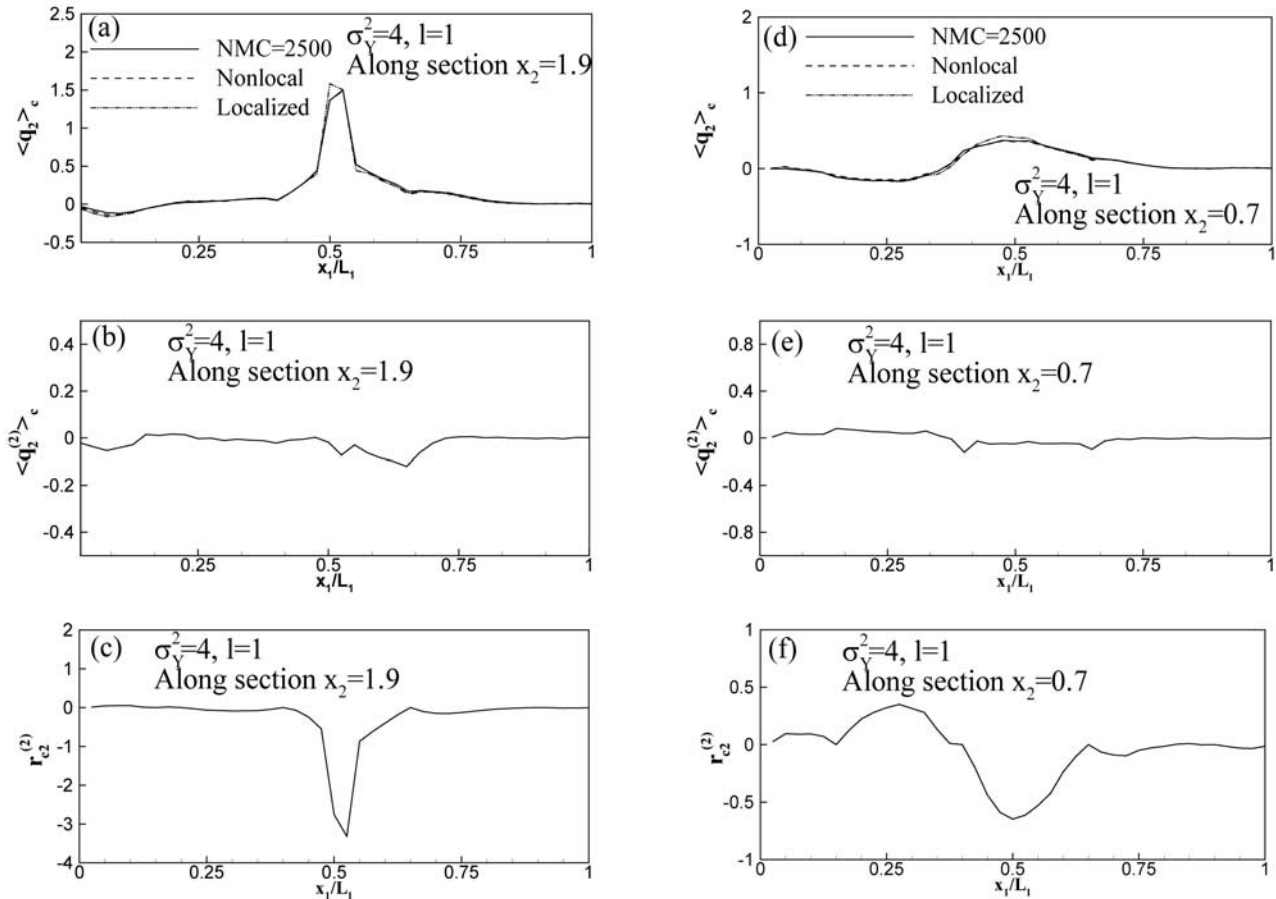 (a)
2.5
2
1.5
1
0.5
0
-0.5
<q₂>c
NMC=2500
Nonlocal
Localized
σ²Y=4, l=1
Along section x₂=1.9
0.25
0.5
0.75
1
x₁/L₁
(d)
2
1
0
-1
<q₂>c
NMC=2500
Nonlocal
Localized
σ²Y=4, l=1
Along section x₂=0.7
0.25
0.5
0.75
1
x₁/L₁
(b)
0.4
0.2
0
-0.2
-0.4
<q₂⁽²⁾>c
σ²Y=4, l=1
Along section x₂=1.9
0.25
0.5
0.75
1
x₁/L₁
(e)
0.8
0.4
0
-0.4
-0.8
<q₂⁽²⁾>c
σ²Y=4, l=1
Along section x₂=0.7
0.25
0.5
0.75
1
x₁/L₁
(c)
2
1
0
-1
-2
-3
-4
rc2⁽²⁾
σ²Y=4, l=1
Along section x₂=1.9
0.25
0.5
0.75
1
x₁/L₁
(f)
1
0.5
0
-0.5
-1
rc2⁽²⁾
σ²Y=4, l=1
Along section x₂=0.7
0.25
0.5
0.75
1
x₁/L₁